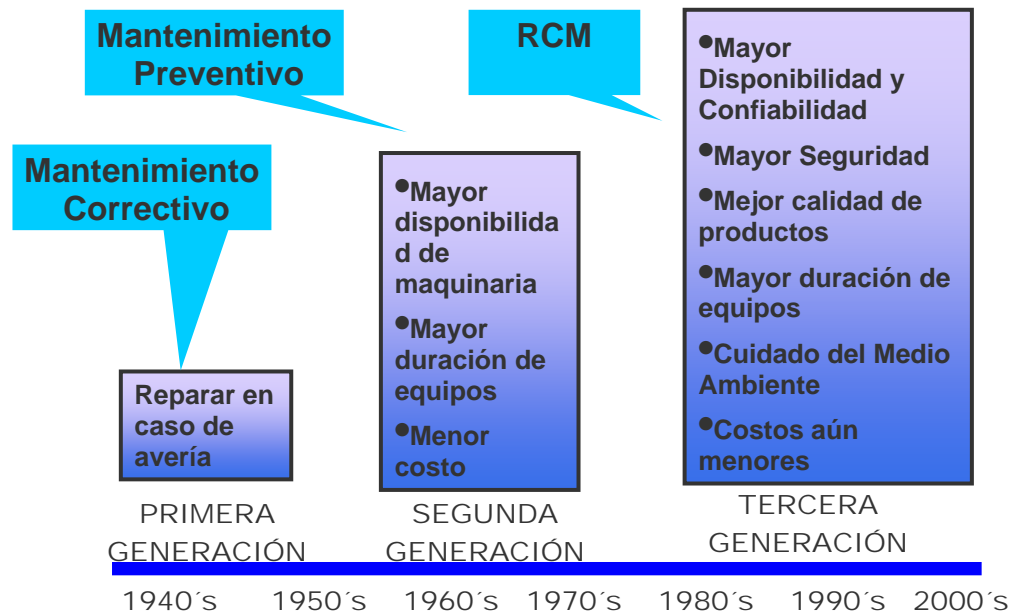 Mantenimiento
Preventivo
RCM
Mantenimiento
Correctivo
Reparar en
caso de
avería
•Mayor
disponibilida
d de
maquinaria
•Mayor
duración de
equipos
•Menor
costo
•Mayor
Disponibilidad y
Confiabilidad
•Mayor Seguridad
•Mejor calidad de
productos
•Mayor duración de
equipos
•Cuidado del Medio
Ambiente
•Costos aún
menores
PRIMERA
GENERACIÓN
SEGUNDA
GENERACIÓN
TERCERA
GENERACIÓN
1940´s 1950´s 1960´s 1970´s 1980´s 1990´s 2000´s